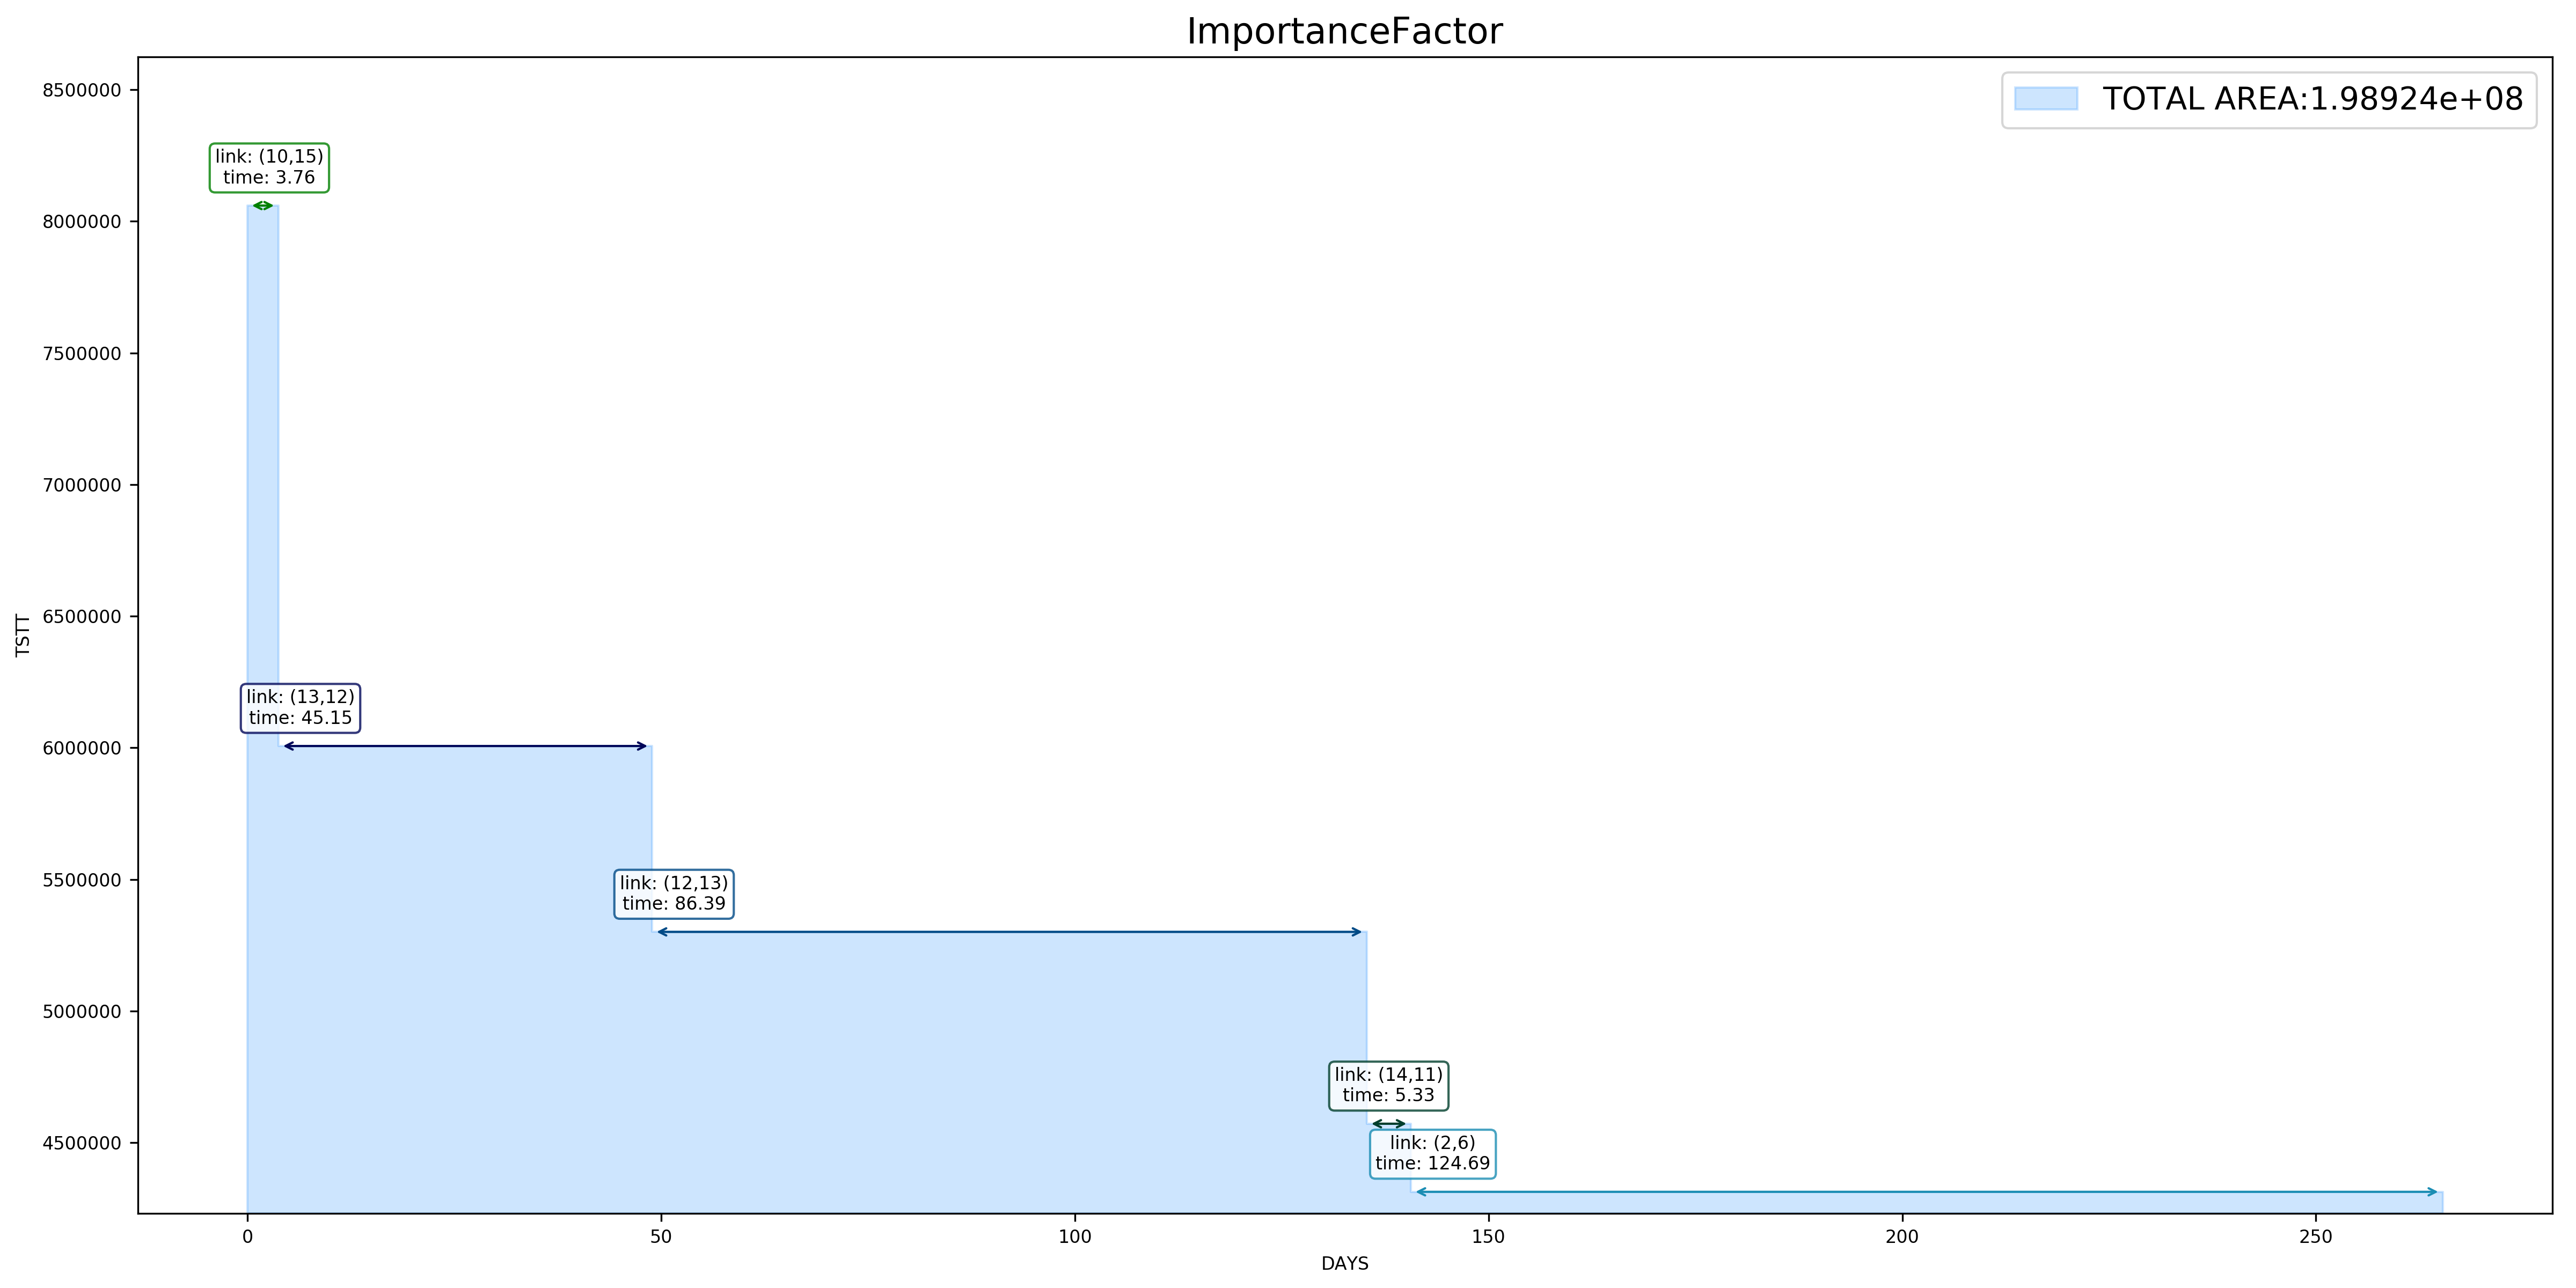 ImportanceFactor
TOTAL AREA:1.98924e+08
8500000
8000000
7500000
7000000
6500000
6000000
5500000
5000000
4500000
TSTT
link: (10,15)
time: 3.76
link: (13,12)
time: 45.15
link: (12,13)
time: 86.39
link: (14,11)
time: 5.33
link: (2,6)
time: 124.69
0
50
100
150
200
250
DAYS